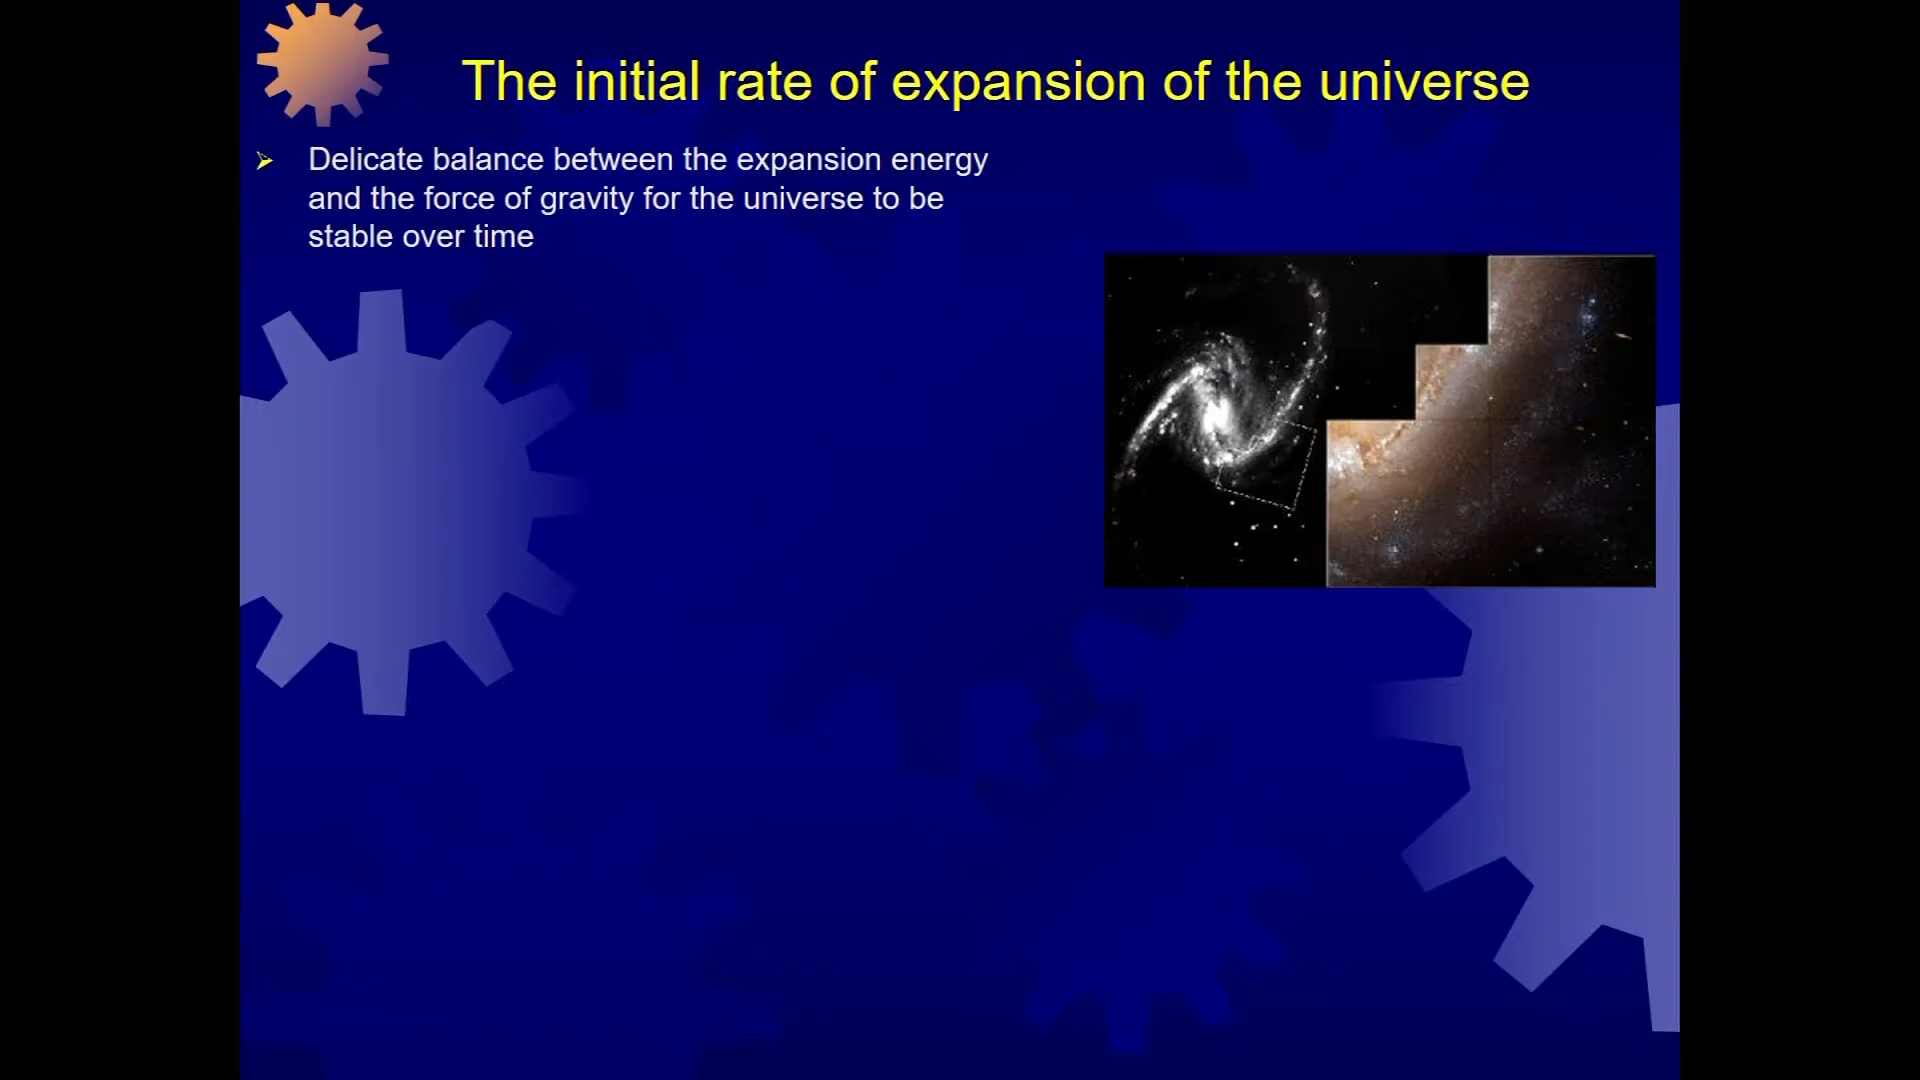 The initial rate of expansion of the universe
Delicate balance between the expansion energy
and the force of gravity for the universe to be
stable over time